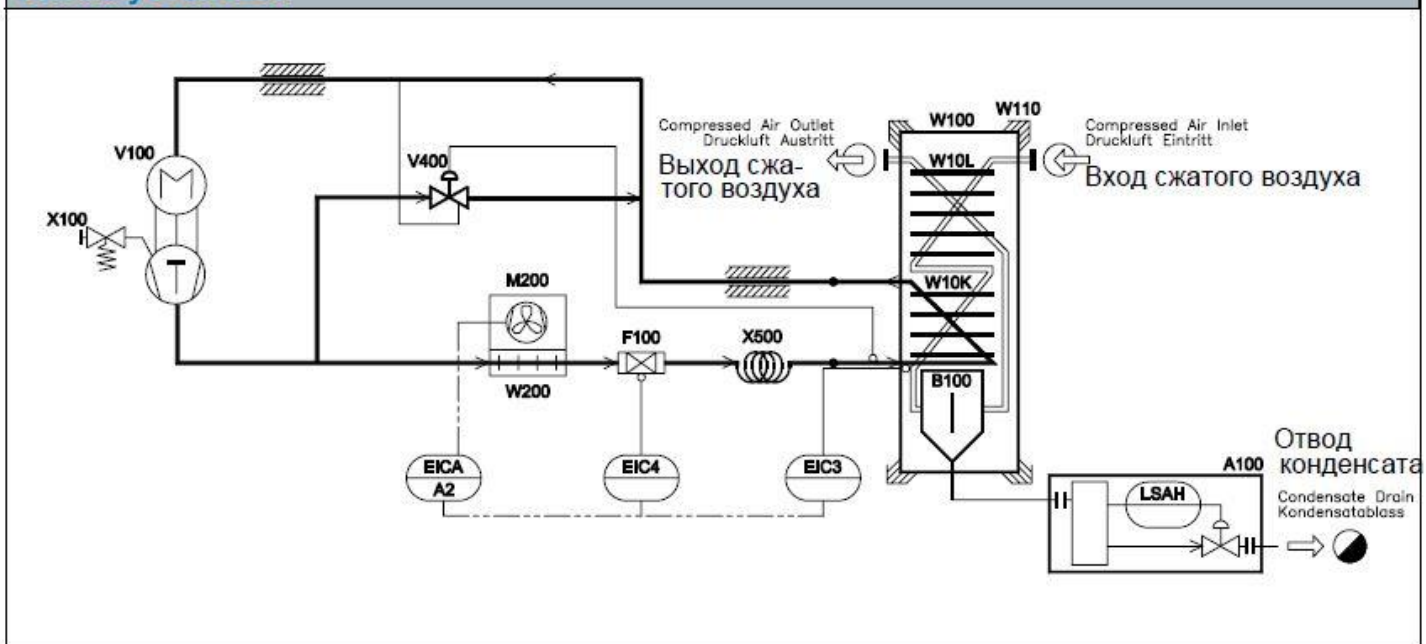 V100
X100
V400
M200
W200
F100
X500
Compressed Air Outlet
Druckluft Austritt
Выход сжа-
того воздуха
W100
W110
W10L
W10K
B100
Compressed Air Inlet
Druckluft Eintritt
Вход сжатого воздуха
EICA
A2
EIC4
EIC3
Отвод
конденсата
A100
LSAH
Condensate Drain
Kondensatablass
M